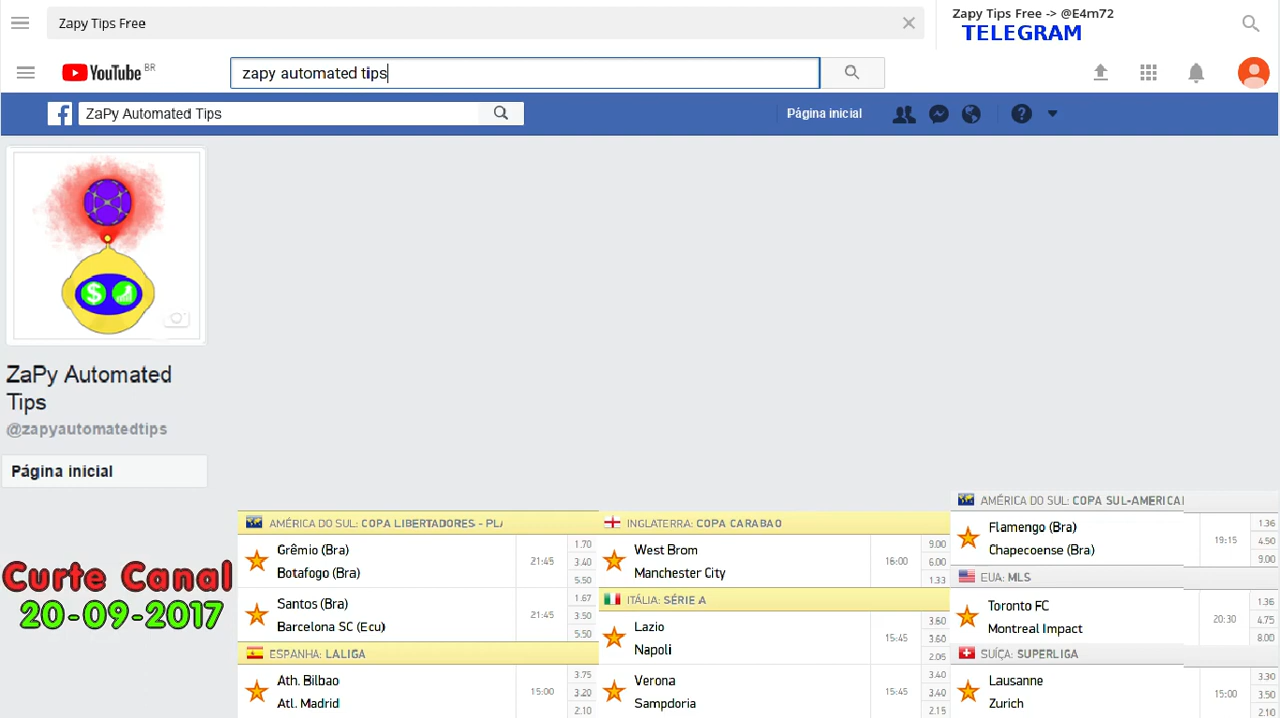 Zapy Tips Free
Zapy Tips Free -> @E4m72
TELEGRAM
YouTube BR
zapy automated tips
f
ZaPy Automated Tips
Página inicial
?
$
ZaPy Automated
Tips
@zapyautomatedtips
Página inicial
Curte Canal
20-09-2017
AMÉRICA DO SUL: COPA LIBERTADORES - PLA
Grêmio (Bra)
Botafogo (Bra)
21:45
1.70
3.40
5.50
Santos (Bra)
Barcelona SC (Ecu)
21:45
1.67
3.50
5.50
ESPANHA: LALIGA
Ath. Bilbao
Atl. Madrid
15:00
3.75
3.20
2.10
INGLATERRA: COPA CARABAO
West Brom
Manchester City
16:00
9.00
6.00
1.33
ITÁLIA: SÉRIE A
Lazio
Napoli
15:45
3.60
3.60
2.05
Verona
Sampdoria
15:45
3.40
3.40
2.15
AMÉRICA DO SUL: COPA SUL-AMERICA
Flamengo (Bra)
Chapecoense (Bra)
19:15
1.36
4.50
9.00
EUA: MLS
Toronto FC
Montreal Impact
20:30
1.36
4.75
8.00
SUÍÇA: SUPERLIGA
Lausanne
Zurich
15:00
3.30
3.50
2.10